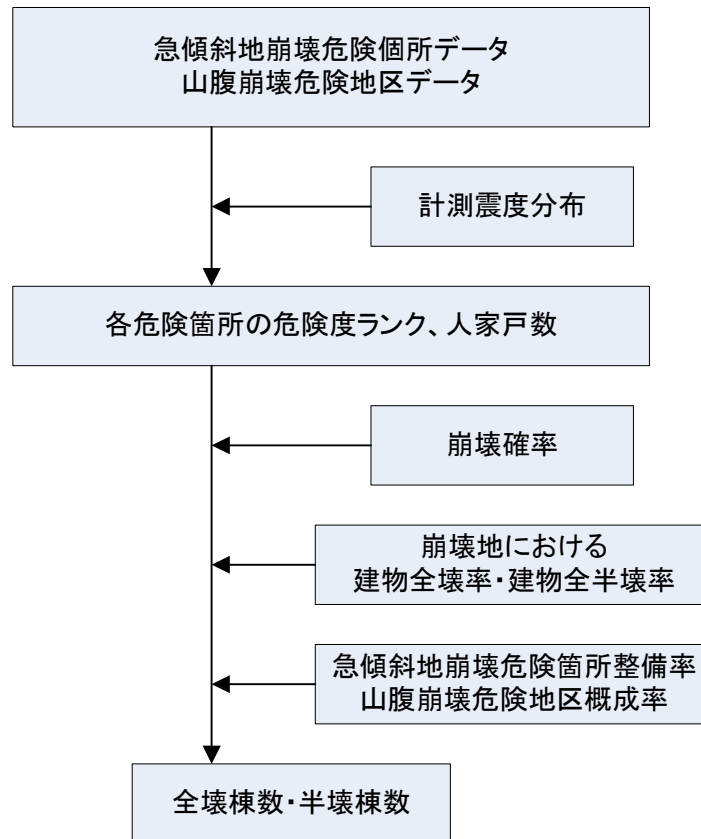 急傾斜地崩壊危険個所データ
山腹崩壊危険地区データ
計測震度分布
各危険箇所の危険度ランク、人家戸数
崩壊確率
崩壊地における
建物全壊率・建物全半壊率
急傾斜地崩壊危険箇所整備率
山腹崩壊危険地区概成率
全壊棟数・半壊棟数